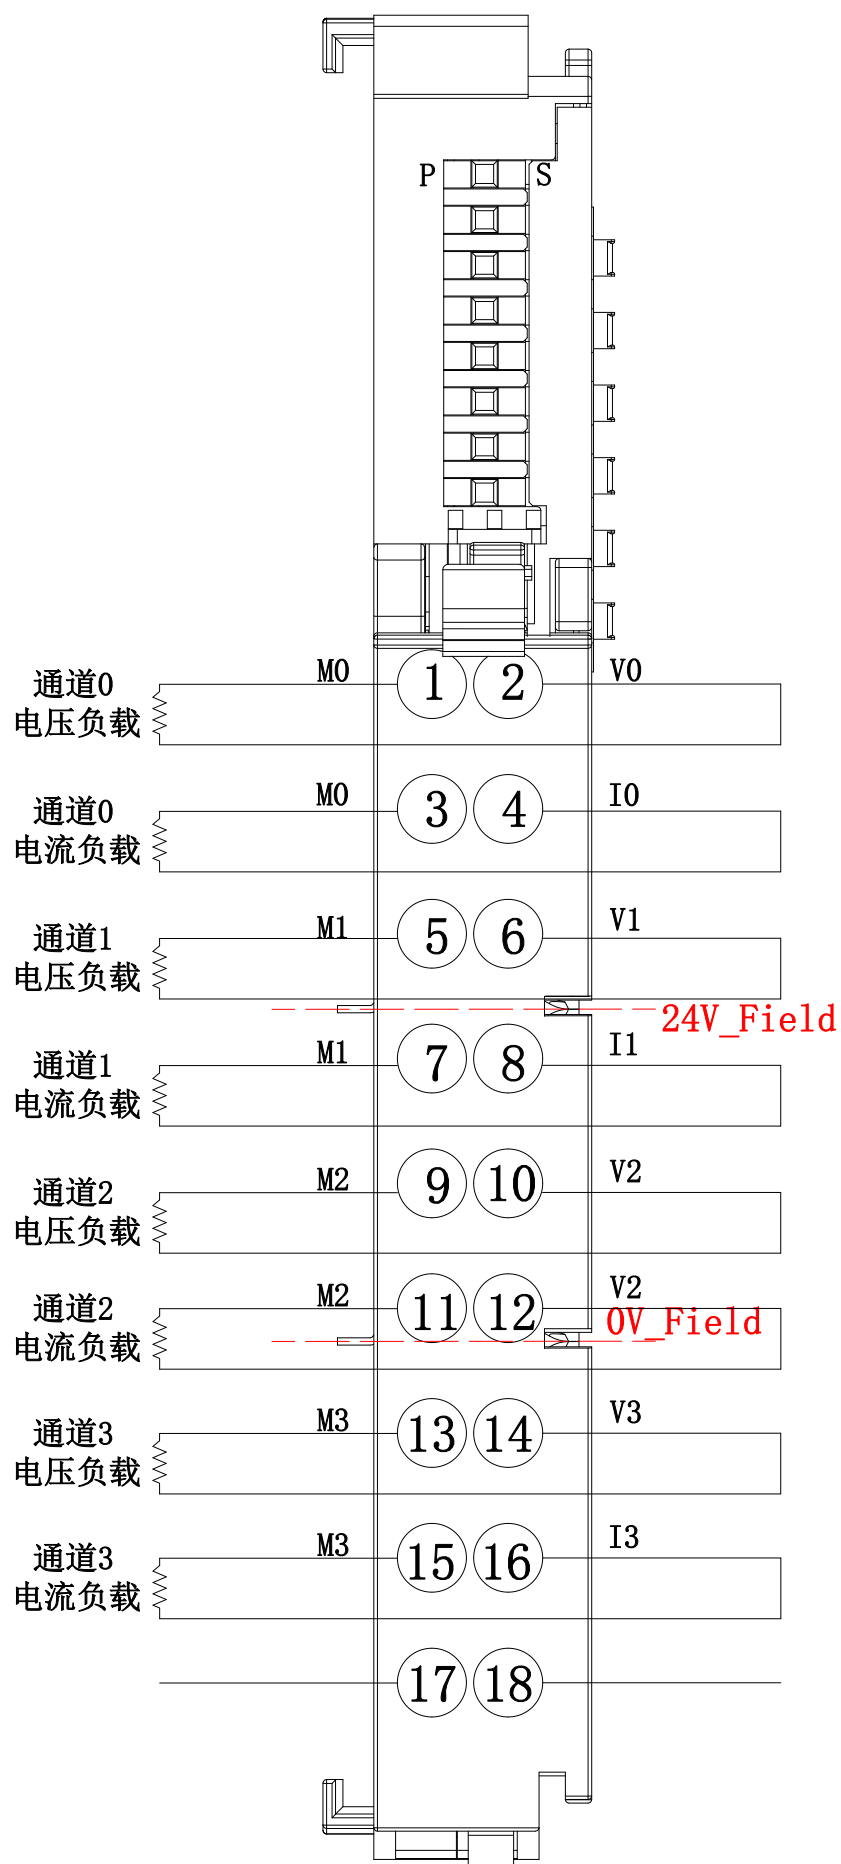 P S
通道0
电压负载
M0 1 2 V0
通道0
电流负载
M0 3 4 I0
通道1
电压负载
M1 5 6 V1
24V_Field
通道1
电流负载
M1 7 8 I1
通道2
电压负载
M2 9 10 V2
通道2
电流负载
M2 11 12 V2
0V_Field
通道3
电压负载
M3 13 14 V3
通道3
电流负载
M3 15 16 I3
17 18